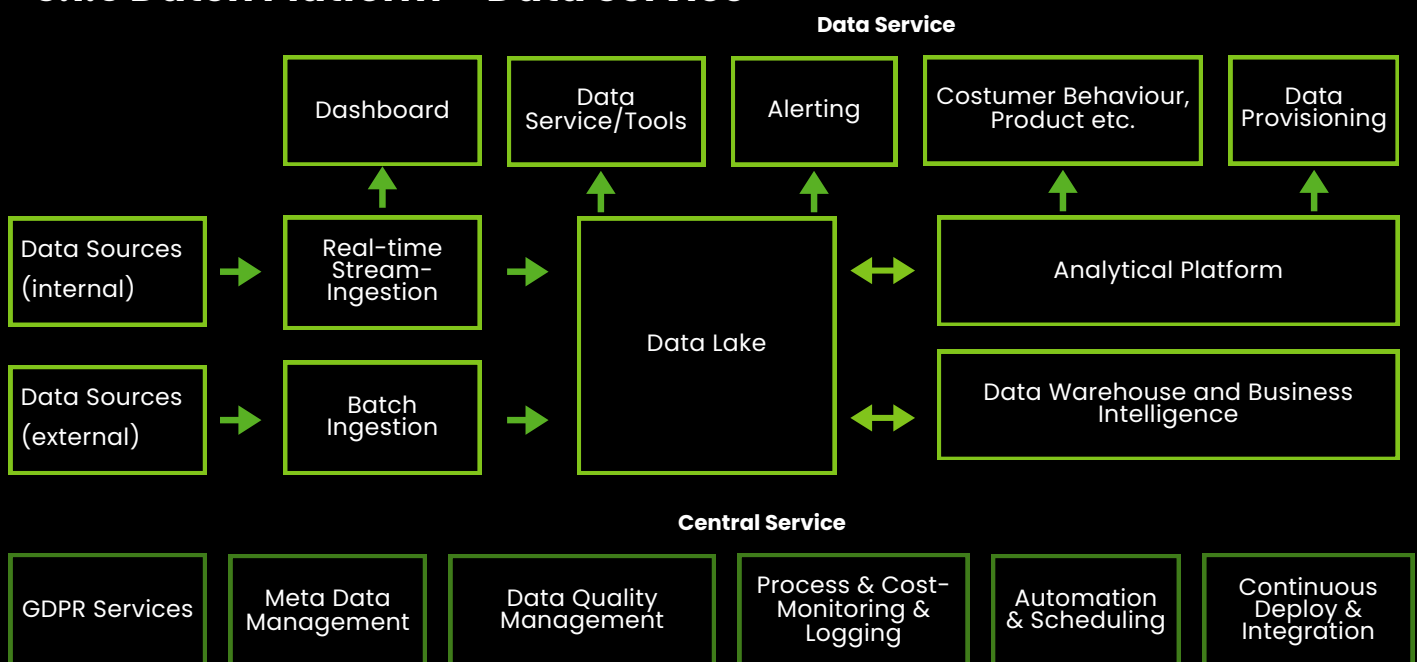 Data Service
Dashboard
Data
Service/Tools
Alerting
Costumer Behaviour,
Product etc.
Data
Provisioning
Data Sources
(internal)
Real-time
Stream-
Ingestion
Data Lake
Analytical Platform
Data Sources
(external)
Batch
Ingestion
Data Warehouse and Business
Intelligence
Central Service
GDPR Services
Meta Data
Management
Data Quality
Management
Process & Cost-
Monitoring &
Logging
Automation
& Scheduling
Continuous
Deploy &
Integration